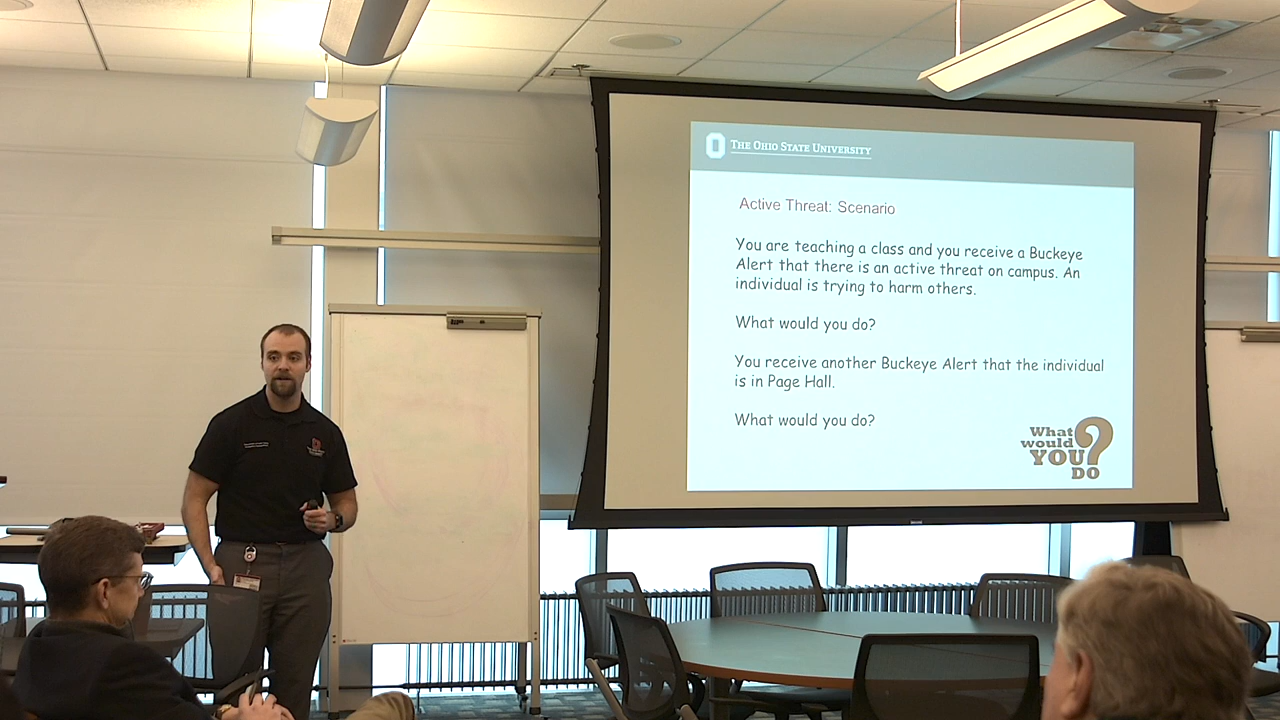 THE OHIO STATE UNIVERSITY
Active Threat: Scenario
You are teaching a class and you receive a Buckeye
Alert that there is an active threat on campus. An
individual is trying to harm others.
What would you do?
You receive another Buckeye Alert that the individual
is in Page Hall.
What would you do?
What
would
YOU
DO
?